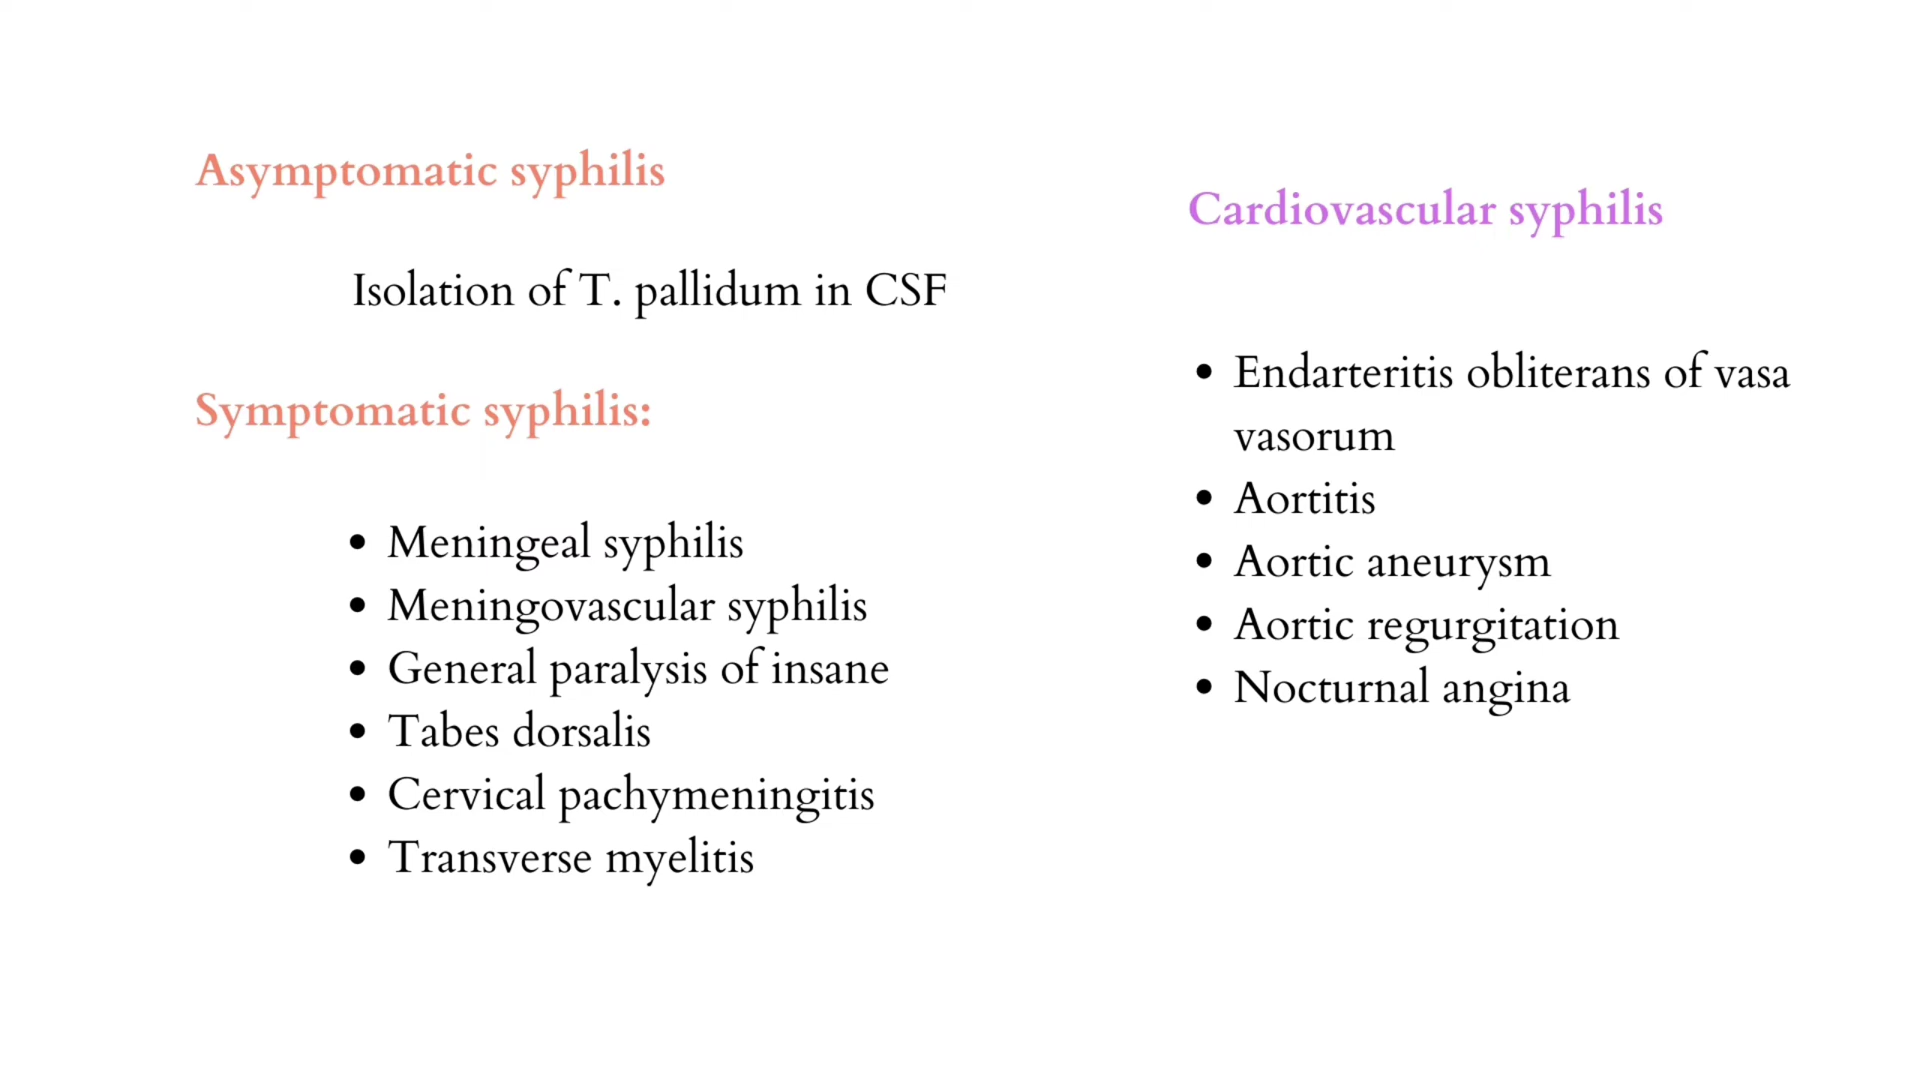 Asymptomatic syphilis
Isolation of T. pallidum in CSF
Symptomatic syphilis:
• Meningeal syphilis
• Meningovascular syphilis
• General paralysis of insane
• Tabes dorsalis
• Cervical pachymeningitis
• Transverse myelitis
Cardiovascular syphilis
• Endarteritis obliterans of vasa
vasorum
• Aortitis
• Aortic aneurysm
• Aortic regurgitation
• Nocturnal angina